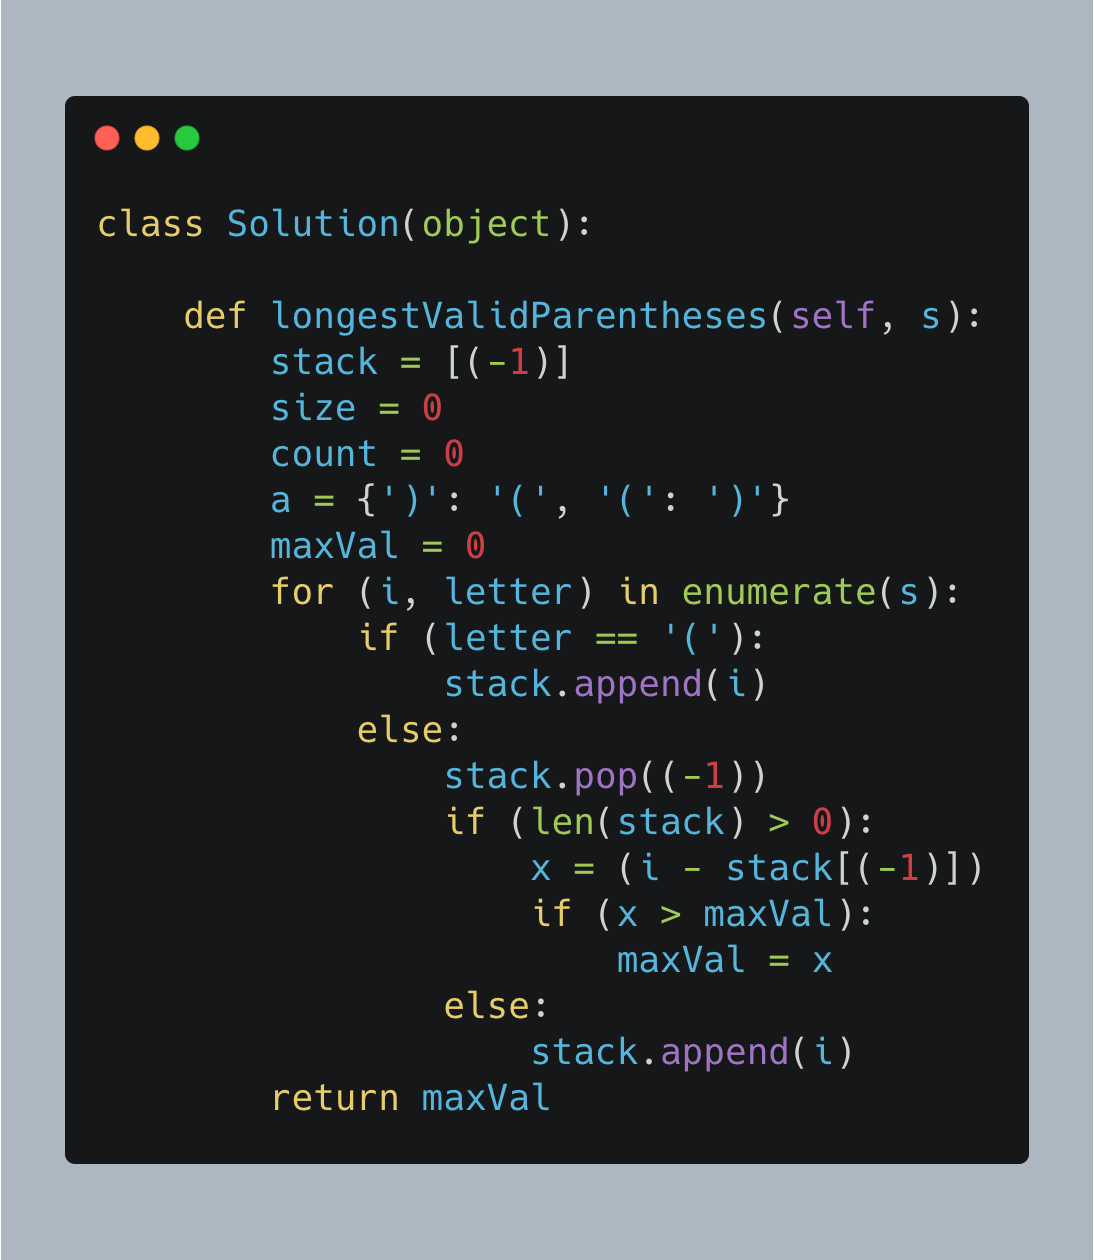 class Solution(object):

    def longestValidParentheses(self, s):
        stack = [(-1)]
        size = 0
        count = 0
        a = {')': '(', '(': ')'}
        maxVal = 0
        for (i, letter) in enumerate(s):
            if (letter == '('):
                stack.append(i)
            else:
                stack.pop((-1))
                if (len(stack) > 0):
                    x = (i - stack[(-1)])
                    if (x > maxVal):
                        maxVal = x
                else:
                    stack.append(i)
        return maxVal